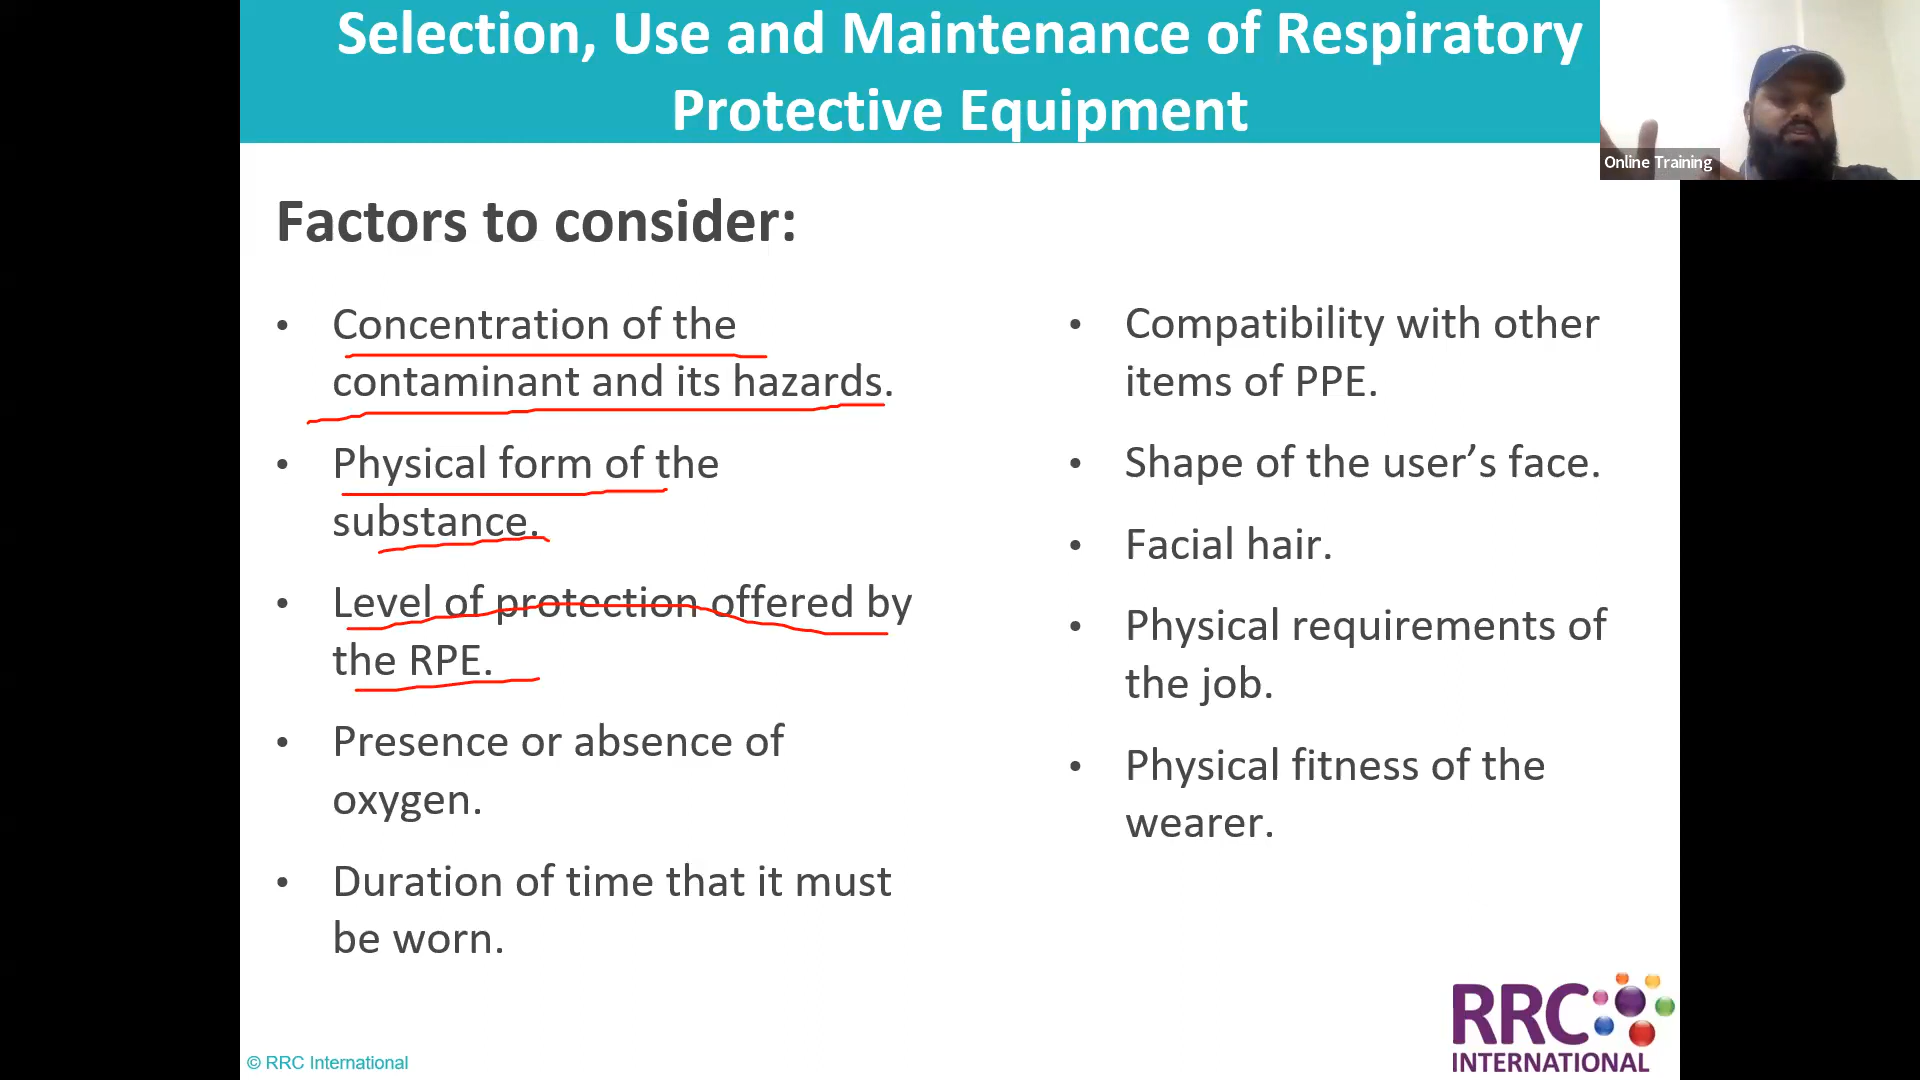 Selection, Use and Maintenance of Respiratory
Protective Equipment
Online Training
Factors to consider:
• Concentration of the
contaminant and its hazards.
• Physical form of the
substance.
• Level of protection offered by
the RPE.
• Presence or absence of
oxygen.
• Duration of time that it must
be worn.
• Compatibility with other
items of PPE.
• Shape of the user’s face.
• Facial hair.
• Physical requirements of
the job.
• Physical fitness of the
wearer.
RRC
INTERNATIONAL
© RRC International